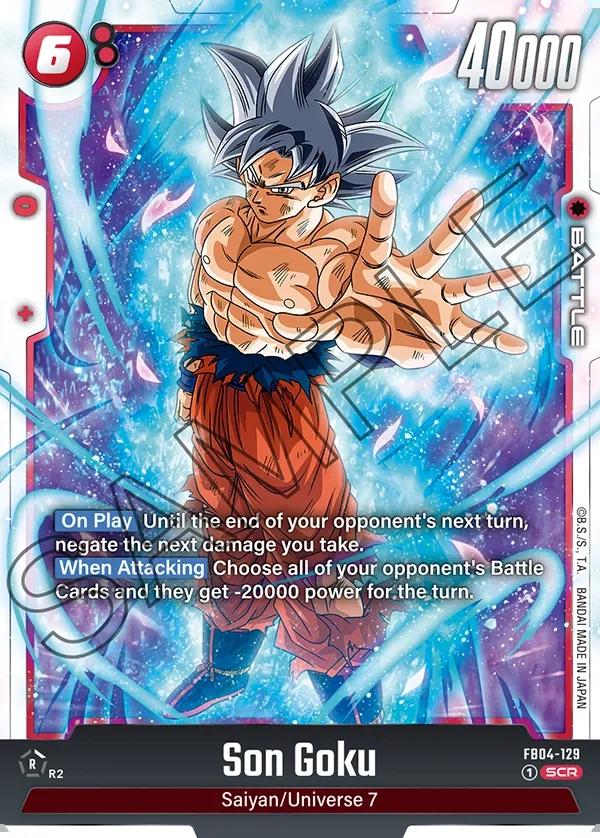 6
40000
0
+
BATTLE
SAMPLE
On Play Until the end of your opponent's next turn,
negate the next damage you take.
When Attacking Choose all of your opponent's Battle
Cards and they get -20000 power for the turn.
©B.S./S., T.A. BANDAI MADE IN JAPAN
R
R2
Son Goku
FB04-129
1 SCR
Saiyan/Universe 7